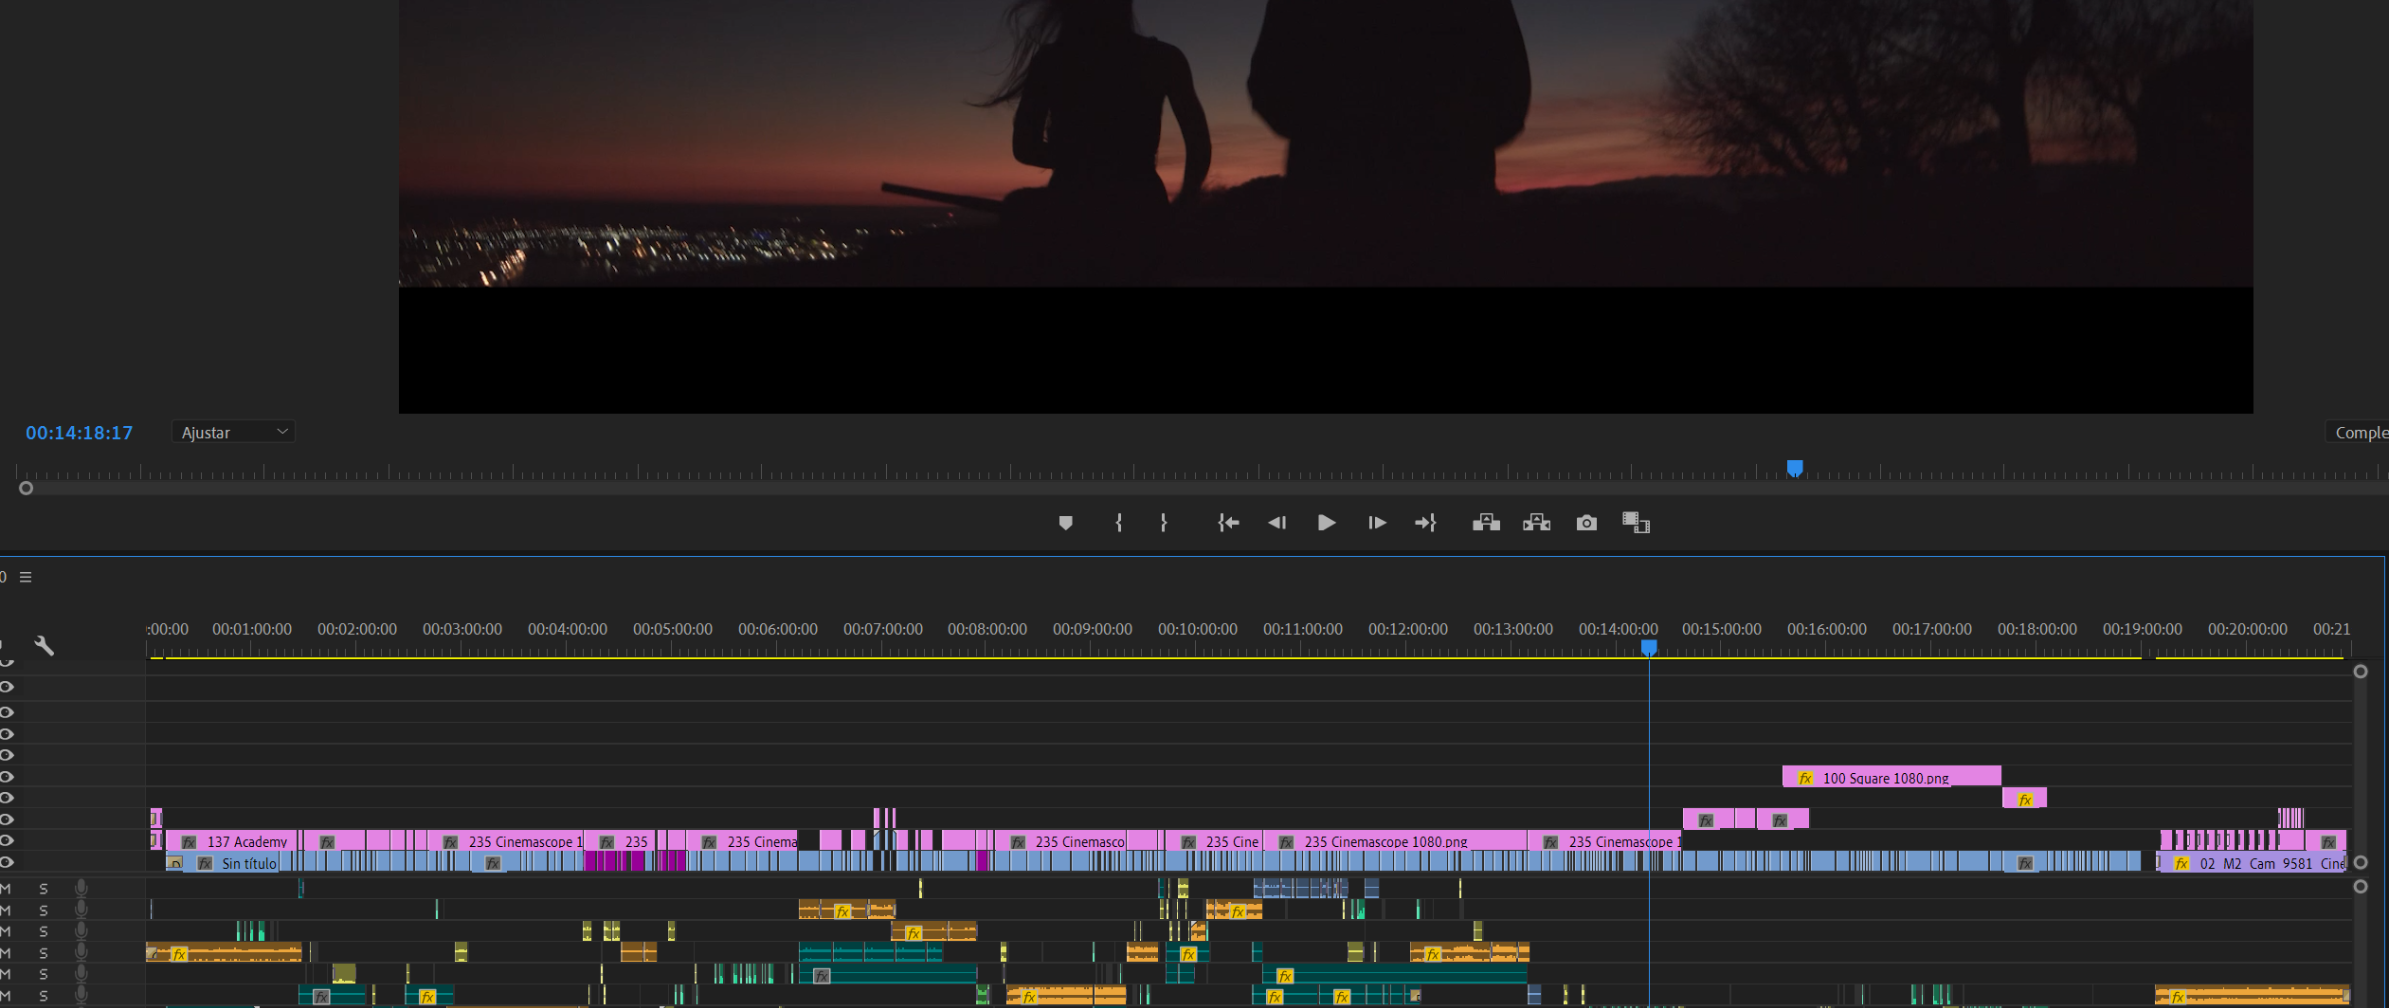 00:14:18:17 Ajustar Comple
0
:00:00 00:01:00:00 00:02:00:00 00:03:00:00 00:04:00:00 00:05:00:00 00:06:00:00 00:07:00:00 00:08:00:00 00:09:00:00 00:10:00:00 00:11:00:00 00:12:00:00 00:13:00:00 00:14:00:00 00:15:00:00 00:16:00:00 00:17:00:00 00:18:00:00 00:19:00:00 00:20:00:00 00:21
fx 100 Square 1080.png
fx
fx fx
fx 137 Academy fx fx 235 Cinemascope 1 fx 235 fx 235 Cinema fx 235 Cinemasco fx 235 Cine fx 235 Cinemascope 1080.png fx 235 Cinemascope 1 fx
fx Sin título fx fx fx 02_M2_Cam_9581_Cine
M S
M S fx fx
M S fx
M S fx fx fx
M S fx fx
M S fx fx fx fx fx fx